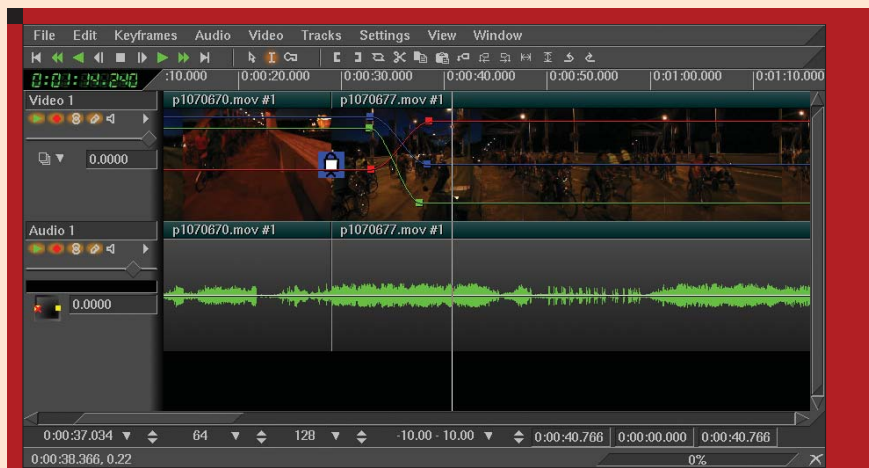 File Edit Keyframes Audio Video Tracks Settings View Window
0:01:14:240 :10.000 0:00:20.000 0:00:30.000 0:00:40.000 0:00:50.000 0:01:00.000 0:01:10.000
Video 1 p1070670.mov #1 p1070677.mov #1
0.0000
Audio 1 p1070670.mov #1 p1070677.mov #1
0.0000
0:00:37.034 64 128 -10.00 - 10.00 0:00:40.766 0:00:00.000 0:00:40.766
0:00:38.366, 0.22 0%